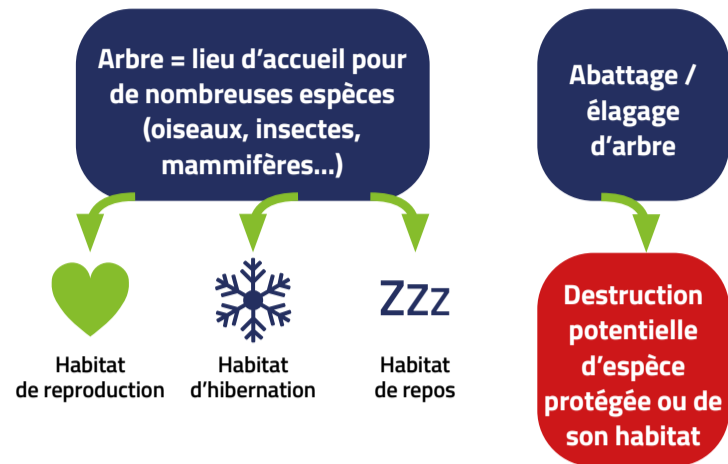 Arbre = lieu d'accueil pour
de nombreuses espèces
(oiseaux, insectes,
mammifères...)
Habitat
de reproduction
Habitat
d'hibernation
ZZZ
Habitat
de repos
Abattage /
élagage
d'arbre
Destruction
potentielle
d'espèce
protégée ou de
son habitat